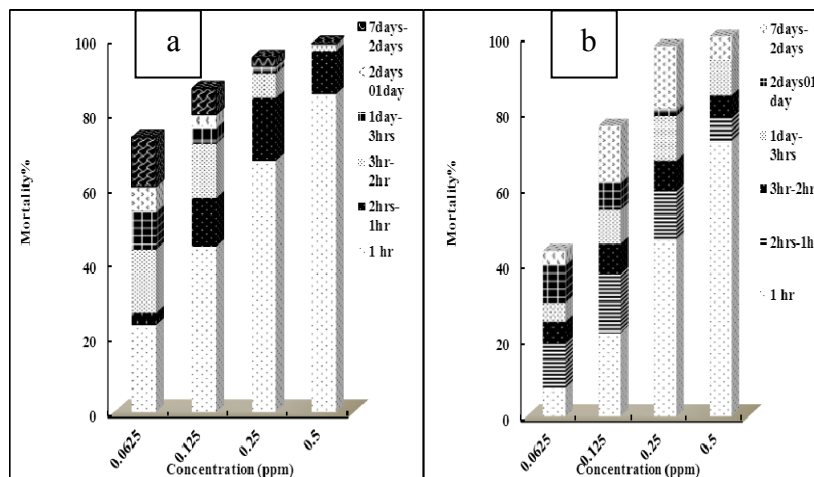 a
100
80
60
40
20
0
Mortality%
0.0625
0.125
0.25
0.5
Concentration (ppm)
7days-
2days
2days
01day
1day-
3hrs
3hr-
2hr
2hrs-
1hr
1 hr
b
100
80
60
40
20
0
Mortality%
0.0625
0.125
0.25
0.5
Concentration (ppm)
7days-
2days
2days01
day
1day-
3hrs
3hr-2hr
2hrs-1h
1 hr